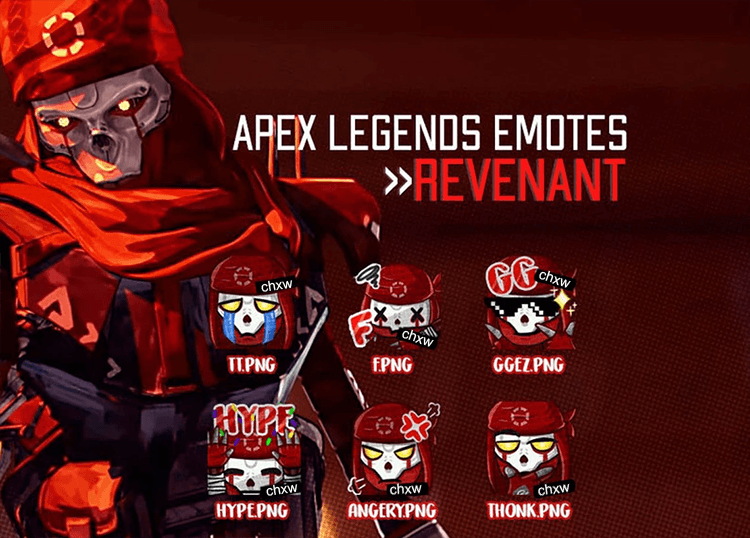 APEX LEGENDS EMOTES
>>REVENANT
chxw
TT.PNG
F
chxw
F.PNG
GG
chxw
GGEZ.PNG
HYPE
chxw
HYPE.PNG
chxw
ANGERY.PNG
chxw
THONK.PNG